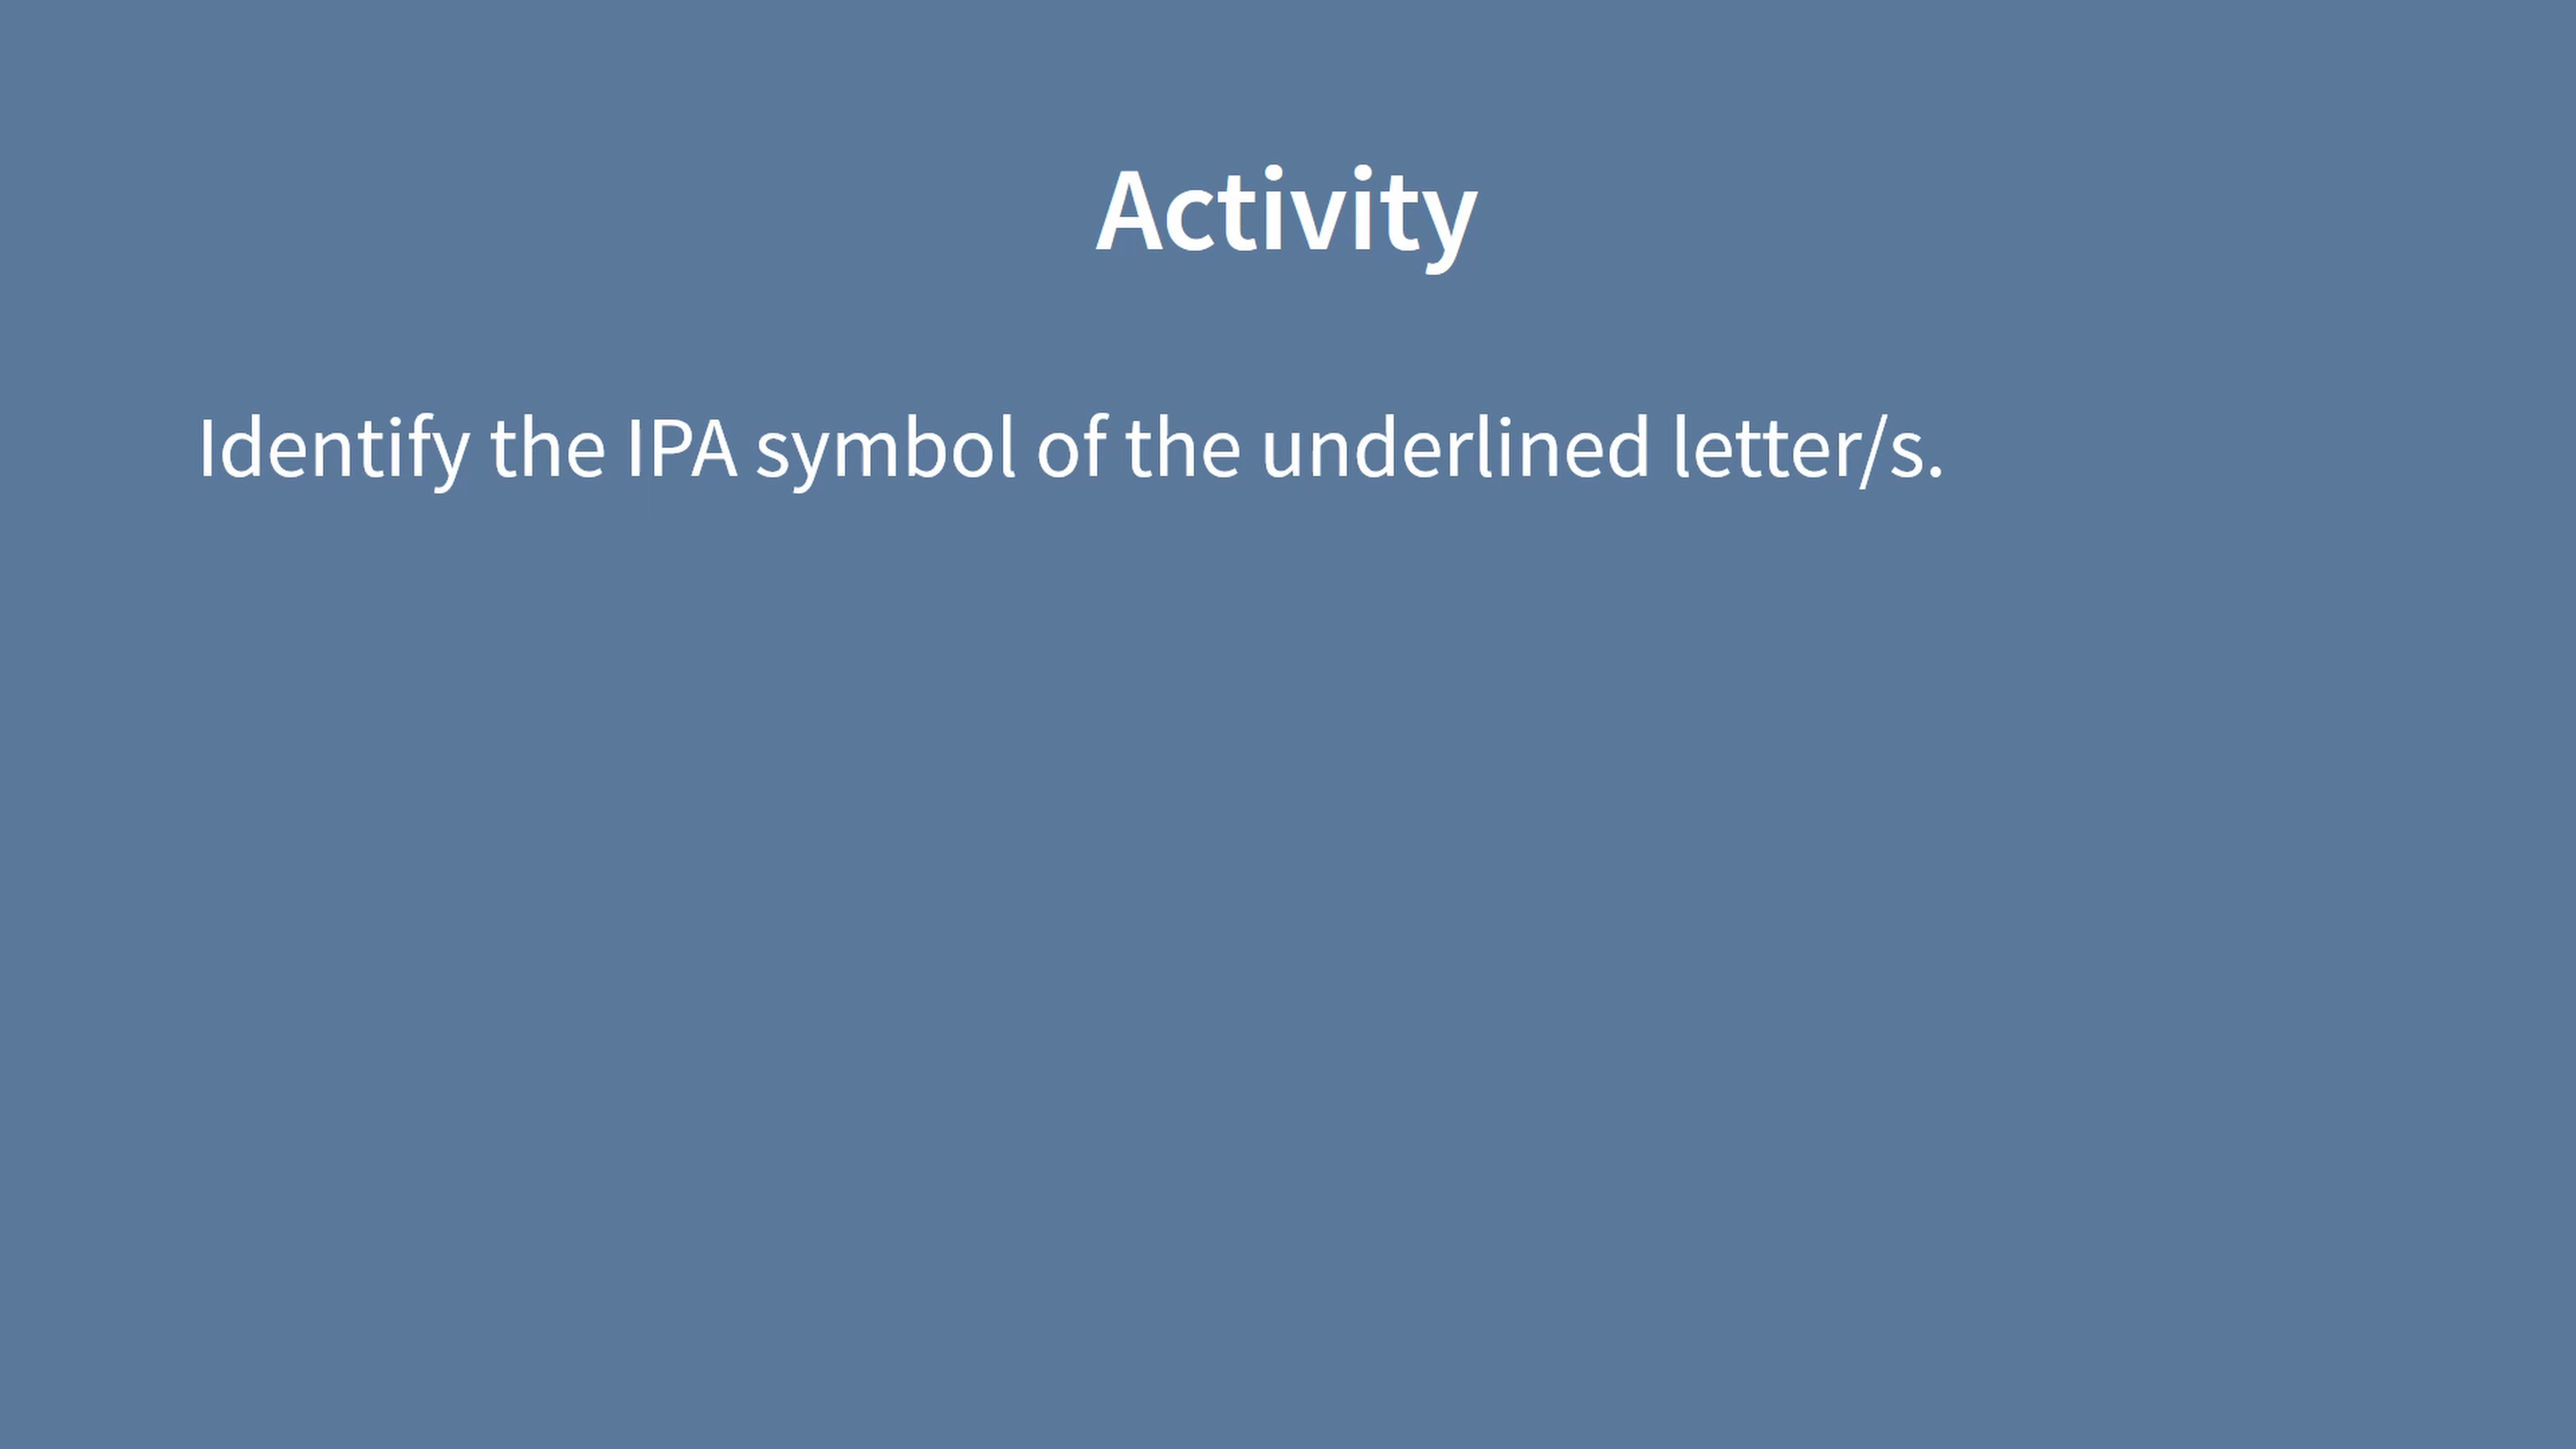 Activity
Identify the IPA symbol of the underlined letter/s.